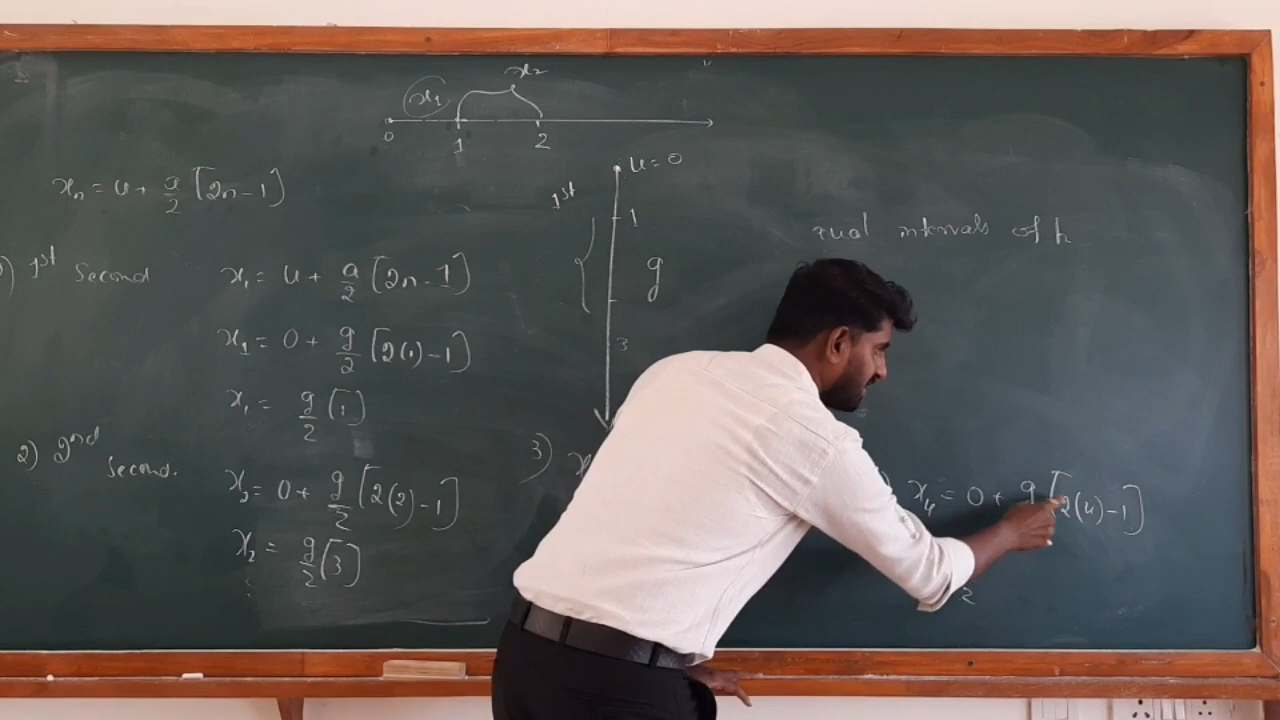 x₁ x₂
0 1 2
u=0
1st
1
g
3
xₙ = u + a/2 [2n-1]
1st Second
x₁ = u + a/2 [2n-1]
x₁ = 0 + g/2 [2(1)-1]
x₁ = g/2 [1]
2) 2nd Second.
x₂ = 0 + g/2 [2(2)-1]
x₂ = g/2 [3]
3) x
intervals of
x₄ = 0 + g [2(4)-1]
2